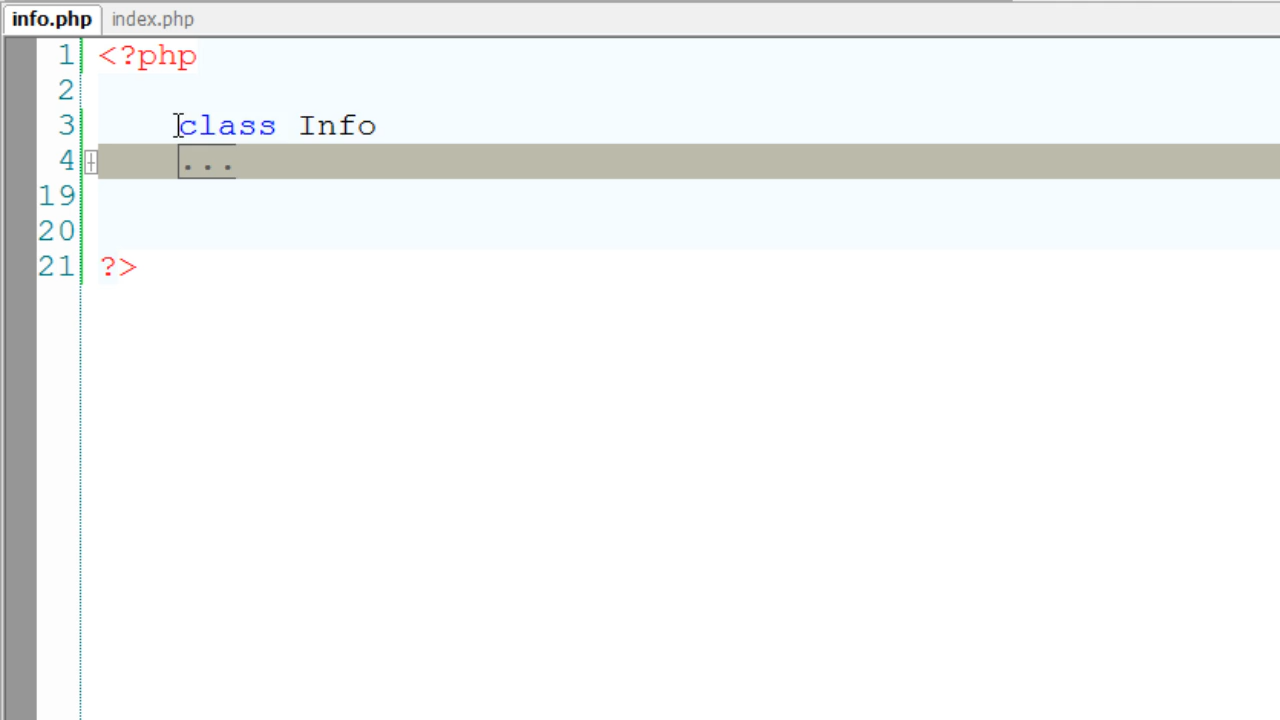 info.php index.php
1 <?php
2
3 class Info
4 ...
19
20
21 ?>